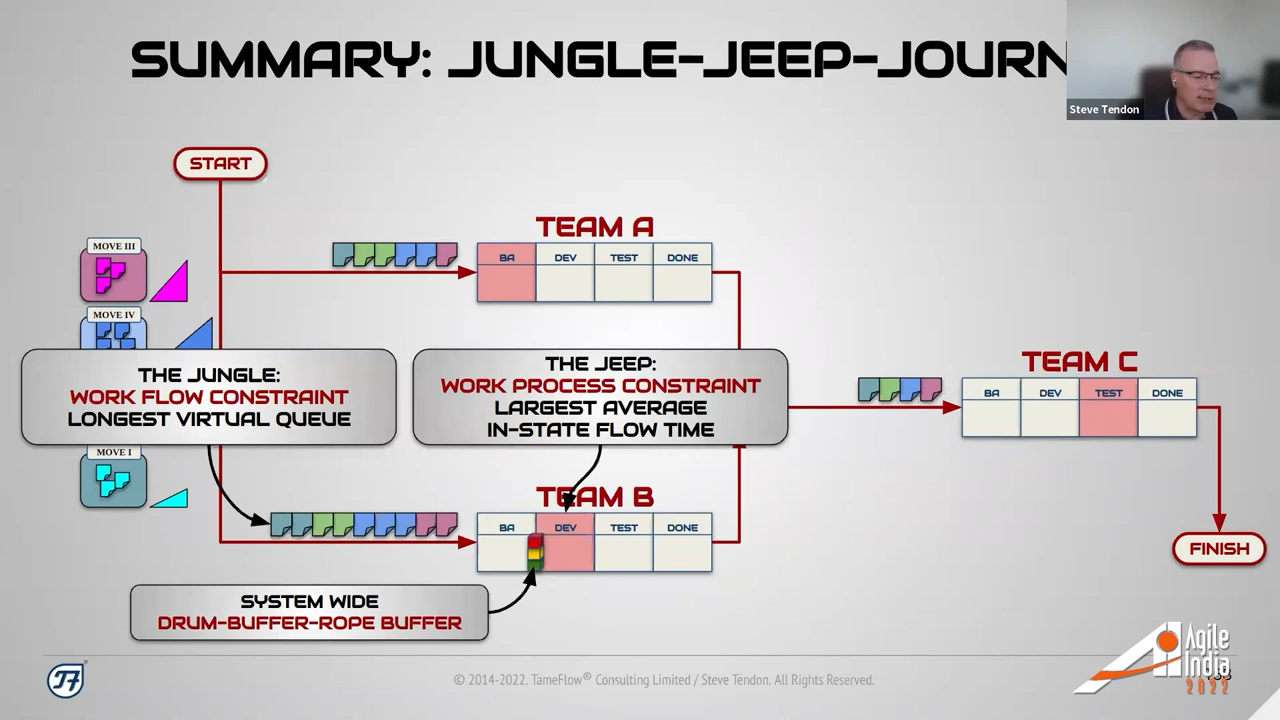 SUMMARY: JUNGLE-JEEP-JOURN
Steve Tendon
START
MOVE III
MOVE IV
MOVE I
TEAM A
BA DEV TEST DONE
THE JUNGLE:
WORK FLOW CONSTRAINT
LONGEST VIRTUAL QUEUE
THE JEEP:
WORK PROCESS CONSTRAINT
LARGEST AVERAGE
IN-STATE FLOW TIME
TEAM C
BA DEV TEST DONE
TEAM B
BA DEV TEST DONE
FINISH
SYSTEM WIDE
DRUM-BUFFER-ROPE BUFFER
© 2014-2022. TameFlow® Consulting Limited / Steve Tendon. All Rights Reserved.
Agile
India
2022